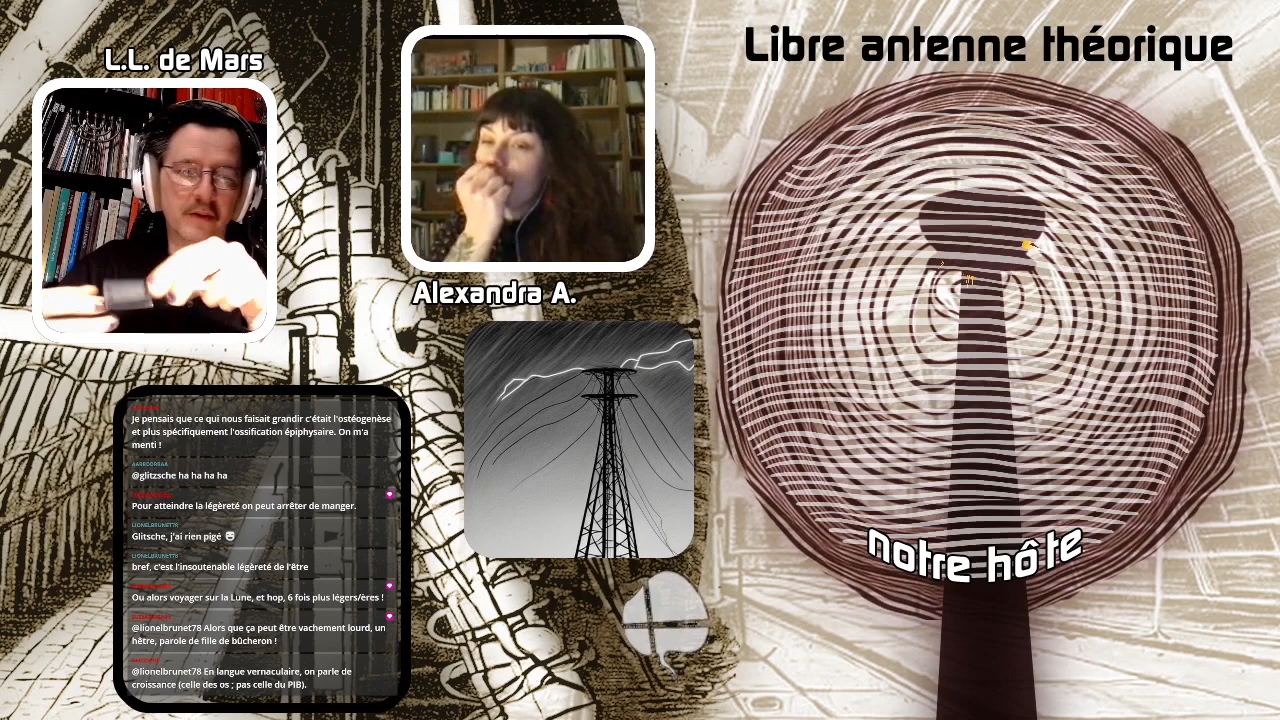 L.L. de Mars
Libre antenne théorique
Alexandra A.
Je pensais que ce qui nous faisait grandir c'était l'ostéogenèse
et plus spécifiquement l'ossification épiphysaire. On m'a
menti !
@glitzsche ha ha ha ha
Pour atteindre la légèreté on peut arrêter de manger.
LIONELBRUNET78
Glitsche, j'ai rien pigé
LIONELBRUNET78
bref, c'est l'insoutenable légèreté de l'être
Ou alors voyager sur la Lune, et hop, 6 fois plus légers/ères !
@lionelbrunet78 Alors que ça peut être vachement lourd, un
hêtre, parole de fille de bûcheron !
@lionelbrunet78 En langue vernaculaire, on parle de
croissance (celle des os ; pas celle du PIB).
notre hôte